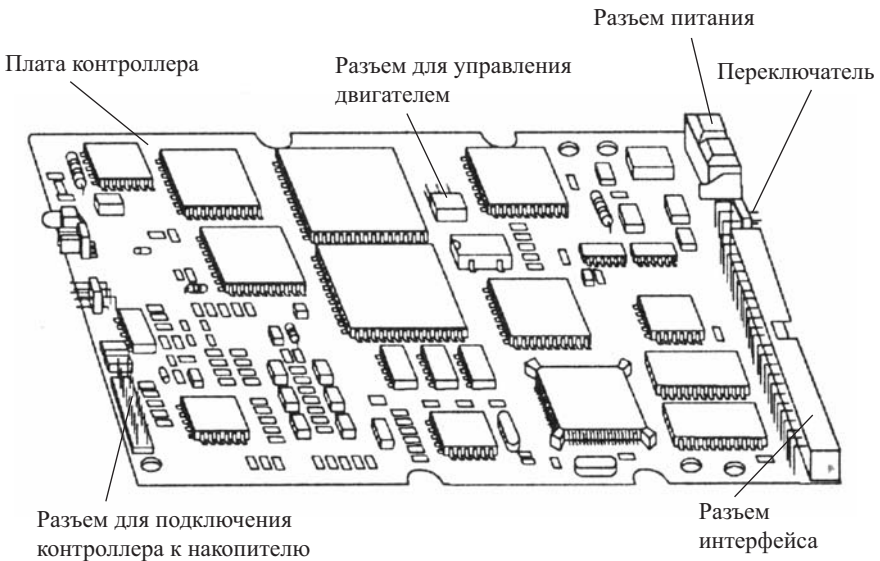 Разъем питания
Плата контроллера
Разъем для управления
двигателем
Переключатель
Разъем для подключения
контроллера к накопителю
Разъем
интерфейса